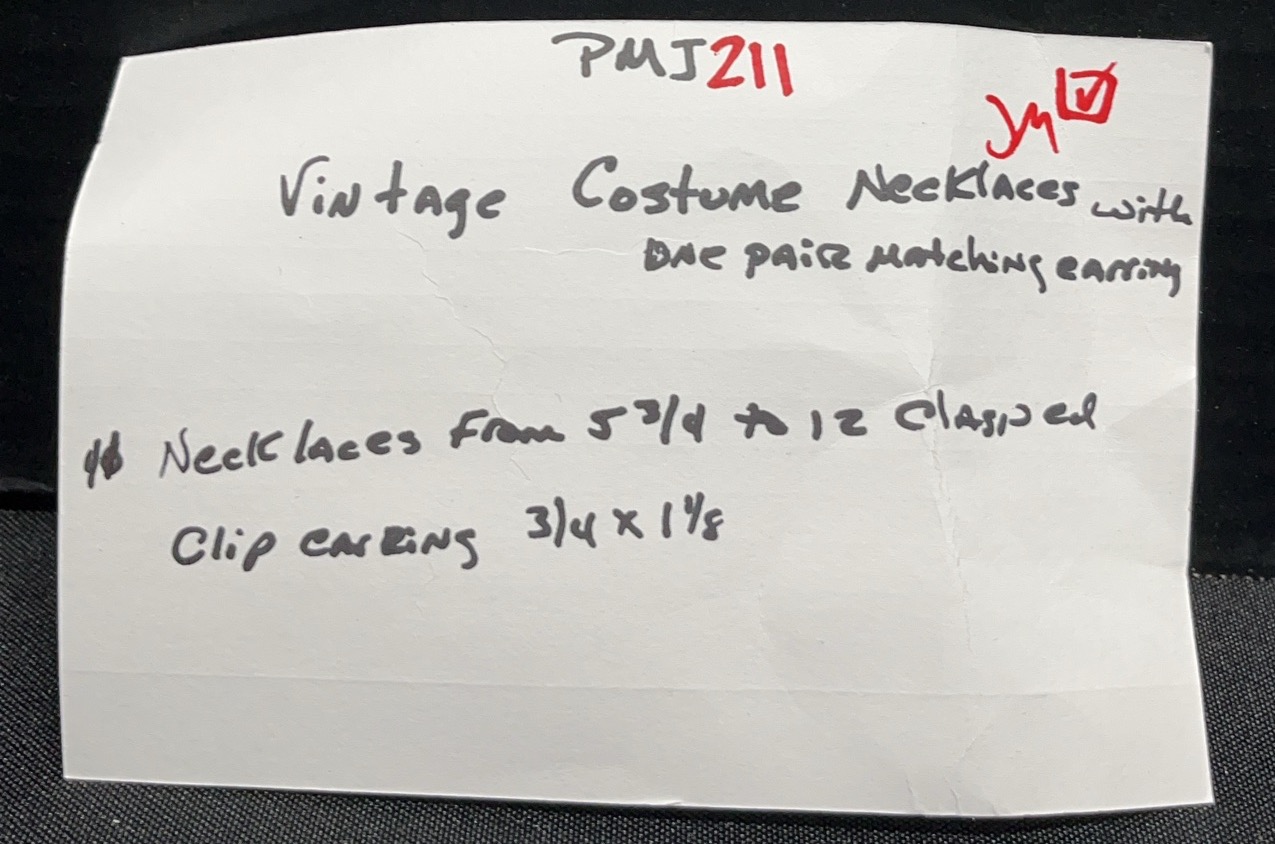 PMJ211
Vintage Costume Necklaces with
one pair matching earring
Necklaces From 5 3/4 to 12 Clasped
Clip earring 3/4 x 1 1/8